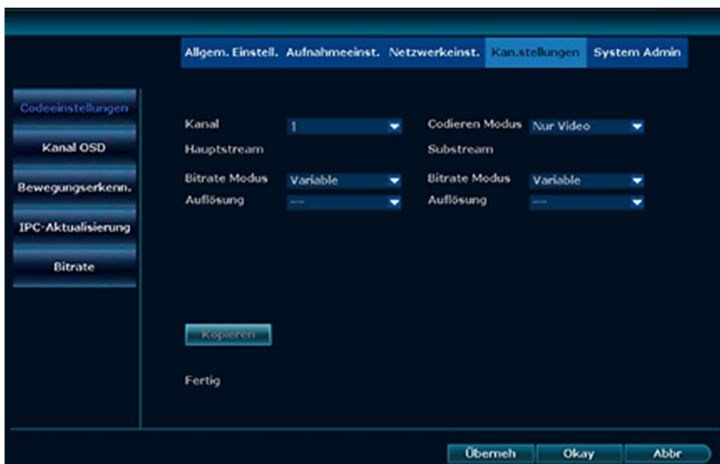 Allgem. Einstell. Aufnahmeeinst. Netzwerkeinst. Kan.stellungen System Admin
Codeeinstellungen
Kanal OSD
Bewegungserkenn.
IPC-Aktualisierung
Bitrate
Kanal 1 Codieren Modus Nur Video
Hauptstream Substream
Bitrate Modus Variable Bitrate Modus Variable
Auflösung --- Auflösung ---
Kopieren
Fertig
Überneh Okay Abbr